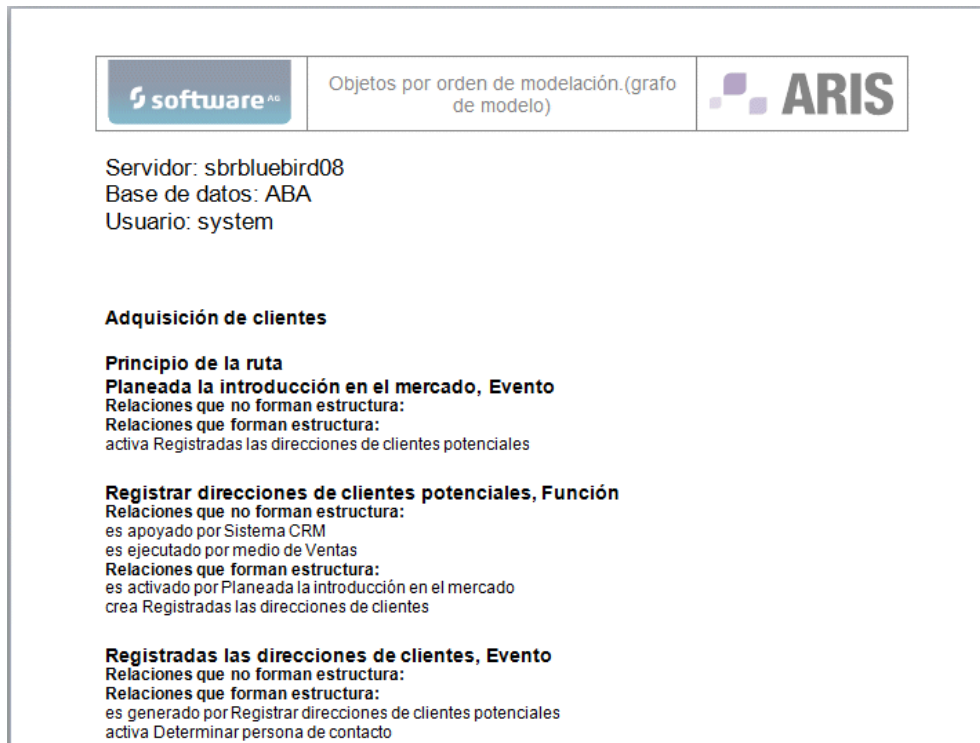 software AG
Objetos por orden de modelación.(grafo
de modelo)
ARIS
Servidor: sbrbluebird08
Base de datos: ABA
Usuario: system
Adquisición de clientes
Principio de la ruta
Planeada la introducción en el mercado, Evento
Relaciones que no forman estructura:
Relaciones que forman estructura:
activa Registradas las direcciones de clientes potenciales
Registrar direcciones de clientes potenciales, Función
Relaciones que no forman estructura:
es apoyado por Sistema CRM
es ejecutado por medio de Ventas
Relaciones que forman estructura:
es activado por Planeada la introducción en el mercado
crea Registradas las direcciones de clientes
Registradas las direcciones de clientes, Evento
Relaciones que no forman estructura:
Relaciones que forman estructura:
es generado por Registrar direcciones de clientes potenciales
activa Determinar persona de contacto